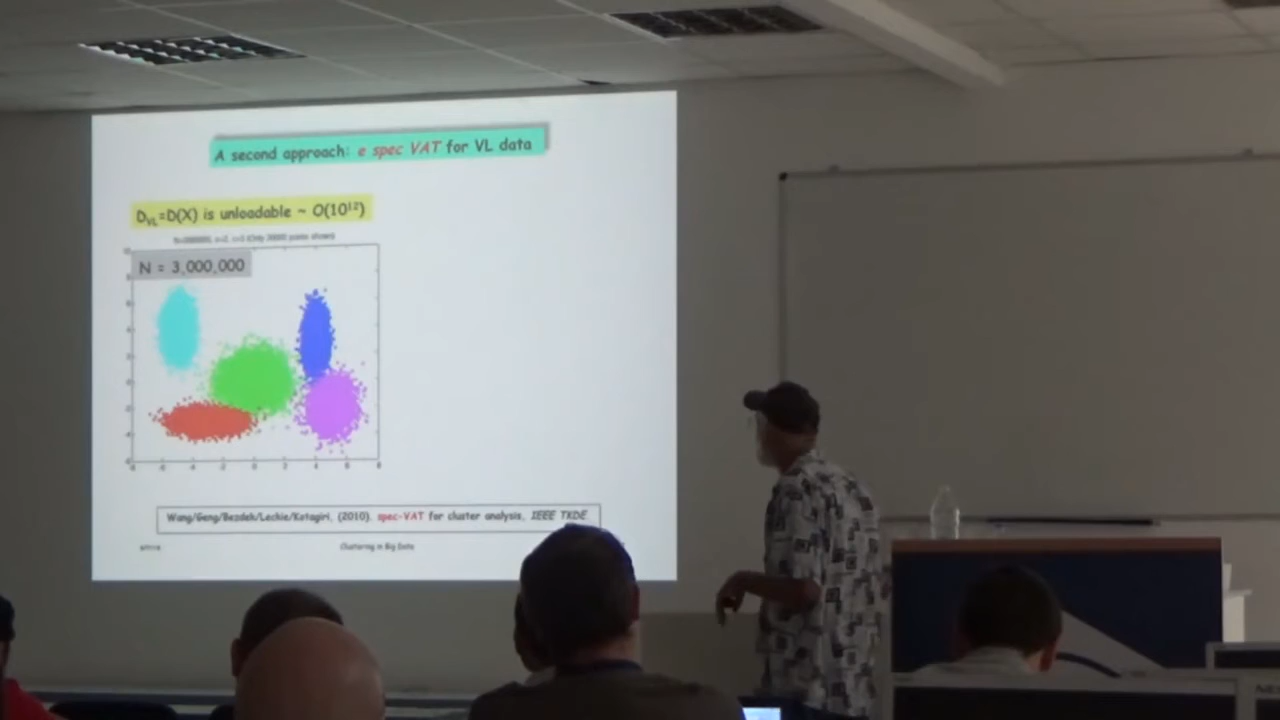 A second approach: e spec VAT for VL data
D_VL=D(X) is unloadable ~ O(10¹²)
N = 3,000,000
Wang/Geng/Bezdek/Leckie/Kotagiri, (2010). spec-VAT for cluster analysis, IEEE TKDE
Clustering in Big Data